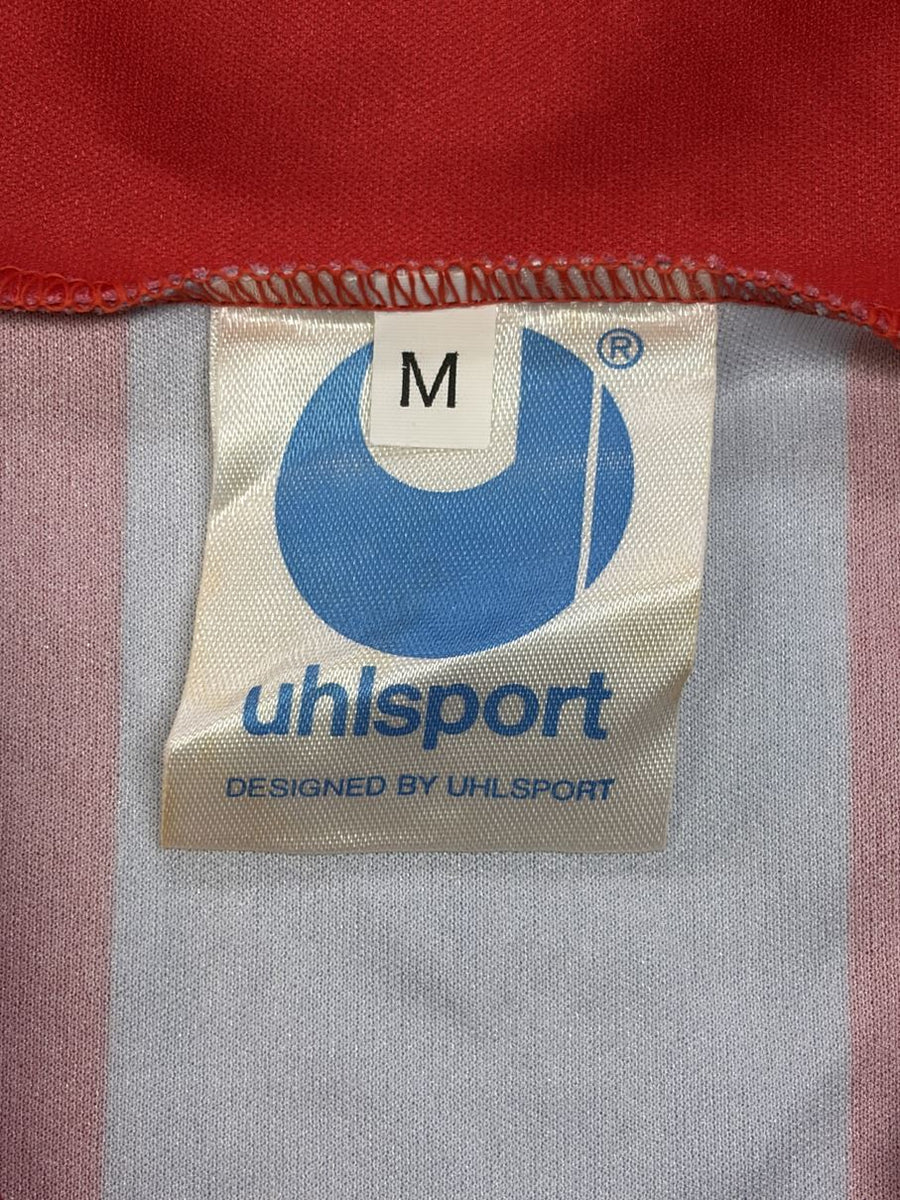 M
®
uhlsport
DESIGNED BY UHLSPORT